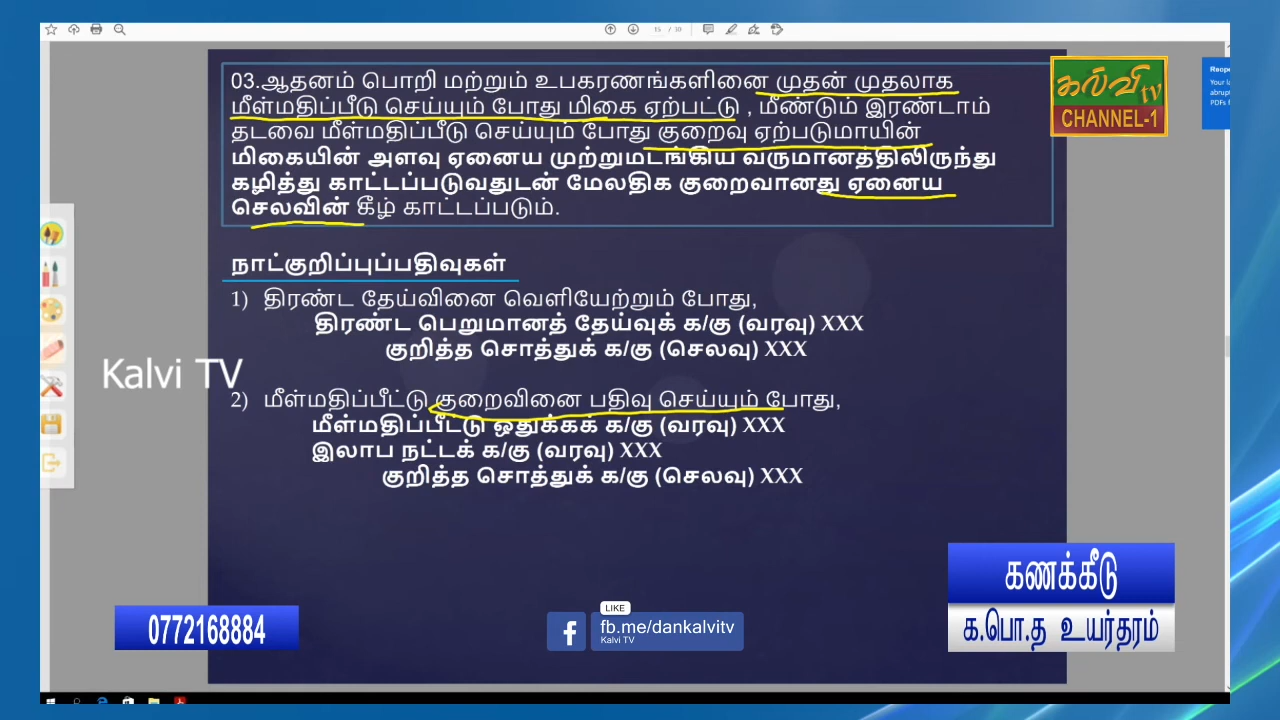 15 / 30
03.ஆதனம் பொறி மற்றும் உபகரணங்களினை முதன் முதலாக
மீள்மதிப்பீடு செய்யும் போது மிகை ஏற்பட்டு , மீண்டும் இரண்டாம்
தடவை மீள்மதிப்பீடு செய்யும் போது குறைவு ஏற்படுமாயின்
மிகையின் அளவு ஏனைய முற்றுமடங்கிய வருமானத்திலிருந்து
கழித்து காட்டப்படுவதுடன் மேலதிக குறைவானது ஏனைய
செலவின் கீழ் காட்டப்படும்.
கல்வி tv
CHANNEL-1
நாட்குறிப்புப்பதிவுகள்
1) திரண்ட தேய்வினை வெளியேற்றும் போது,
திரண்ட பெறுமானத் தேய்வுக் க/கு (வரவு) XXX
குறித்த சொத்துக் க/கு (செலவு) XXX
Kalvi TV
2) மீள்மதிப்பீட்டு குறைவினை பதிவு செய்யும் போது,
மீள்மதிப்பீட்டு ஒதுக்கக் க/கு (வரவு) XXX
இலாப நட்டக் க/கு (வரவு) XXX
குறித்த சொத்துக் க/கு (செலவு) XXX
கணக்கீடு
க.பொ.த உயர்தரம்
0772168884
LIKE
fb.me/dankalvitv
Kalvi TV